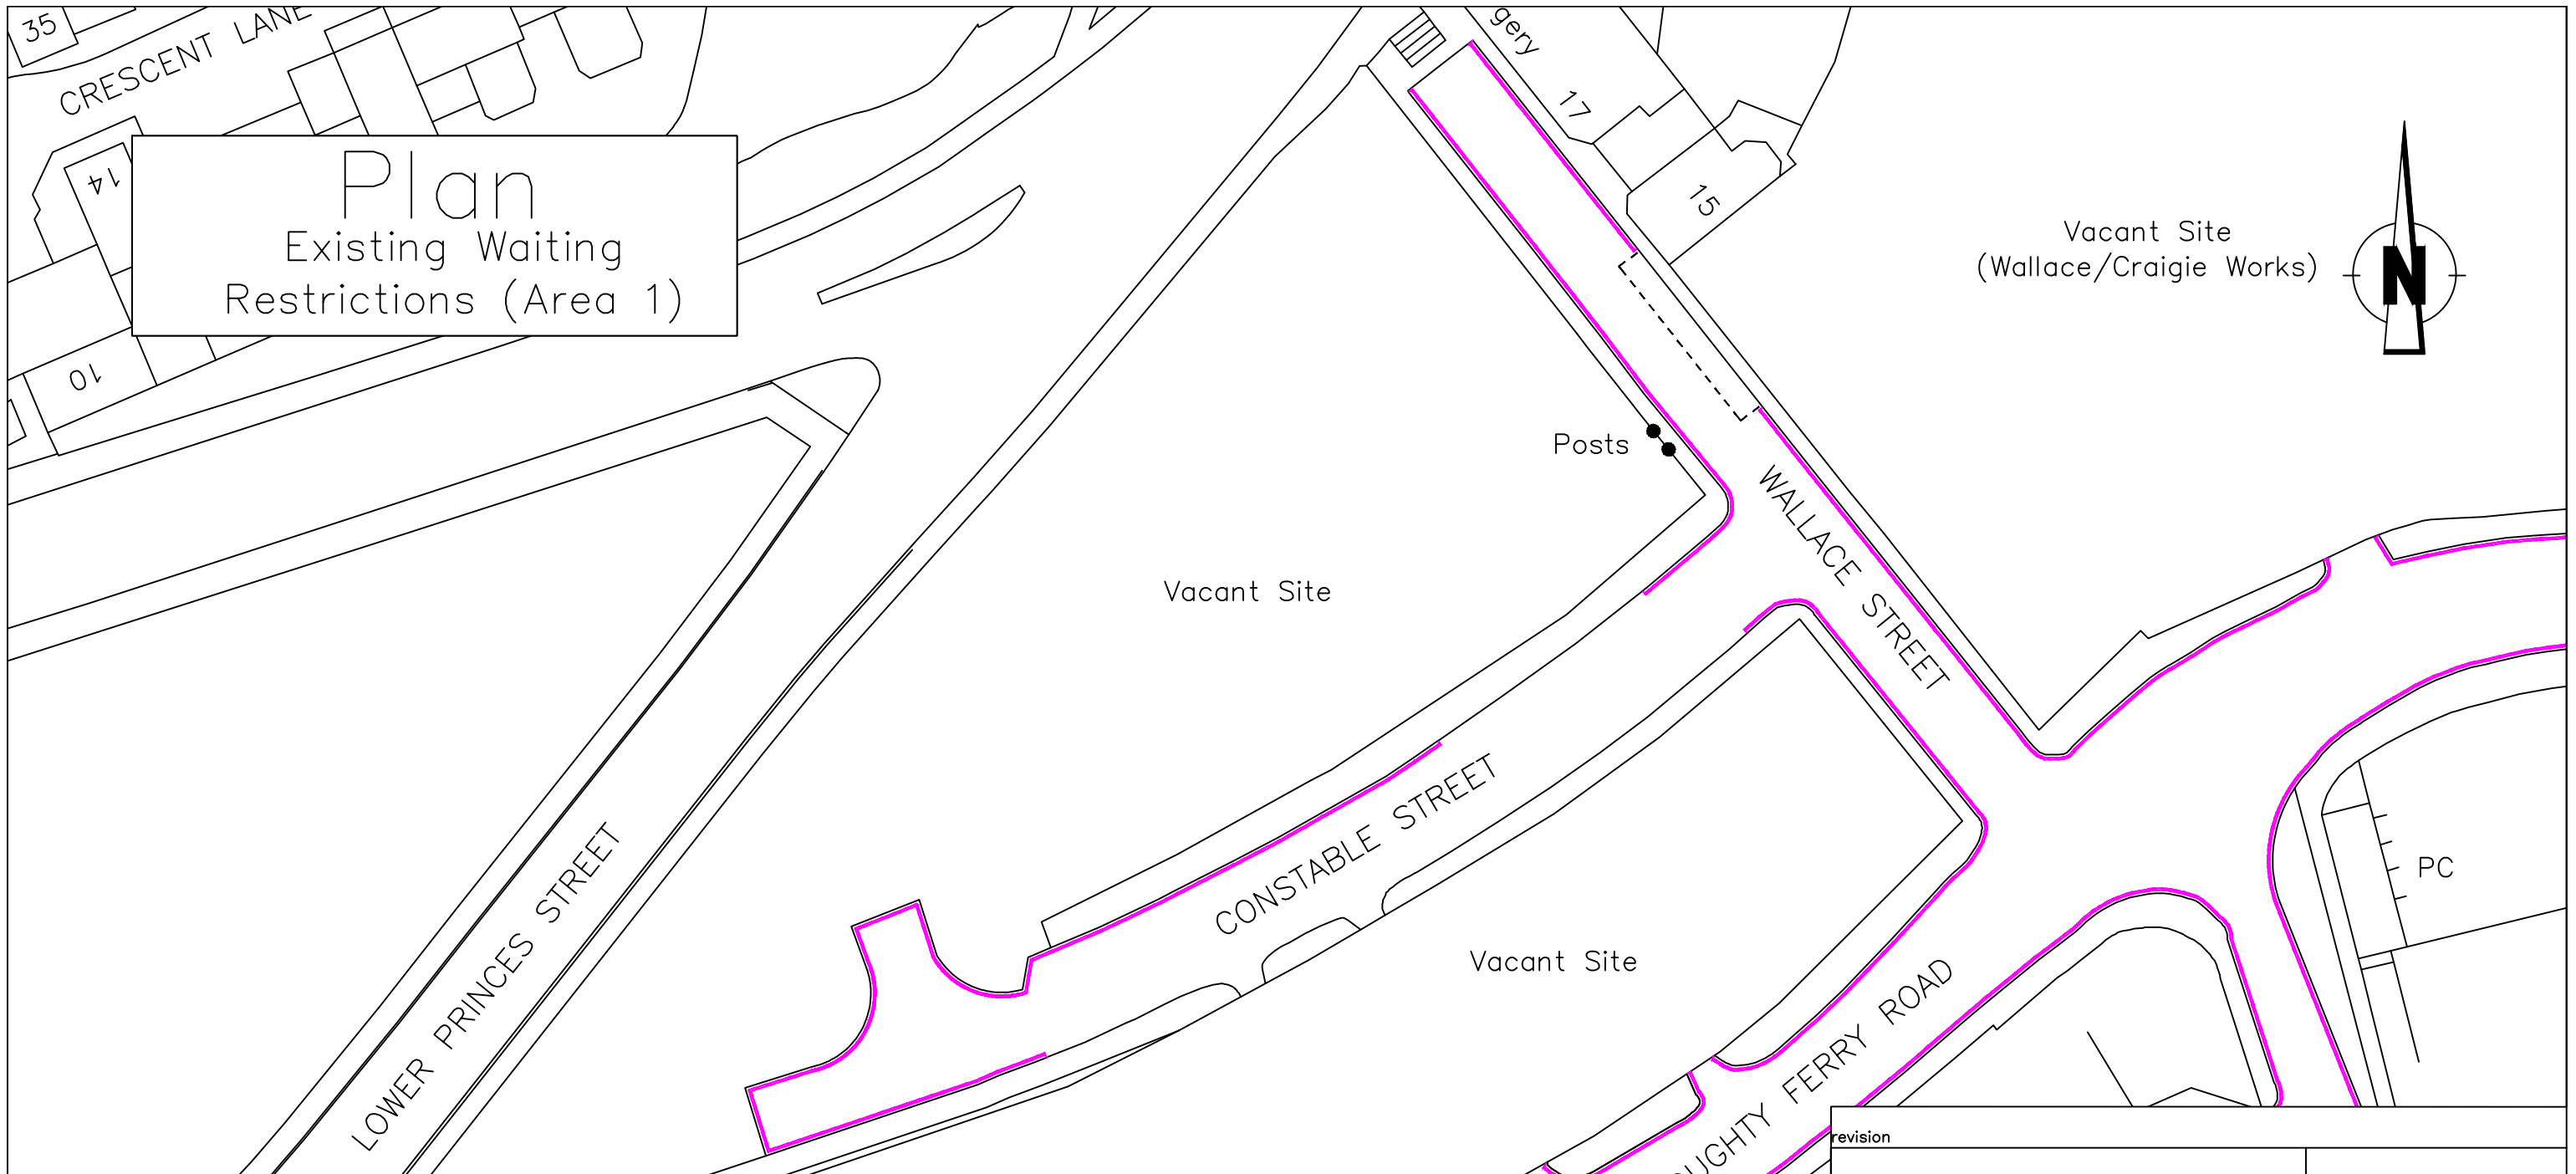 35
CRESCENT LANE
gery
17
14
Plan
Existing Waiting
Restrictions (Area 1)
15
Vacant Site
(Wallace/Craigie Works)
N
10
Posts
WALLACE STREET
Vacant Site
CONSTABLE STREET
LOWER PRINCES STREET
PC
Vacant Site
OUGHTY FERRY ROAD
revision